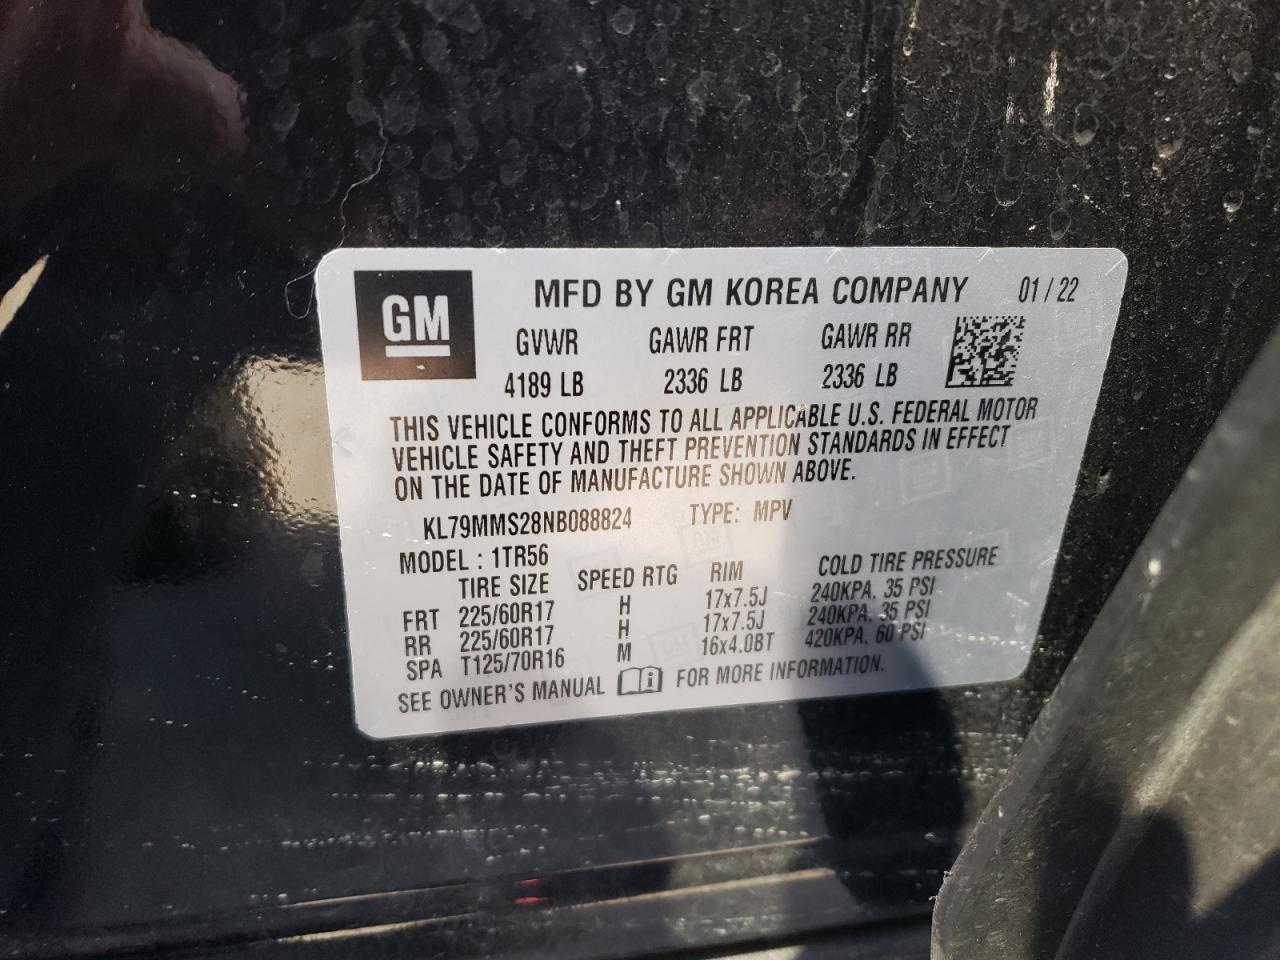 GM MFD BY GM KOREA COMPANY 01 / 22
GVWR GAWR FRT GAWR RR
4189 LB 2336 LB 2336 LB
THIS VEHICLE CONFORMS TO ALL APPLICABLE U.S. FEDERAL MOTOR
VEHICLE SAFETY AND THEFT PREVENTION STANDARDS IN EFFECT
ON THE DATE OF MANUFACTURE SHOWN ABOVE.
KL79MMS28NB088824 TYPE: MPV
MODEL : 1TR56
TIRE SIZE SPEED RTG RIM COLD TIRE PRESSURE
FRT 225/60R17 H 17x7.5J 240KPA, 35 PSI
RR 225/60R17 H 17x7.5J 240KPA, 35 PSI
SPA T125/70R16 M 16x4.0BT 420KPA, 60 PSI
SEE OWNER'S MANUAL i FOR MORE INFORMATION.